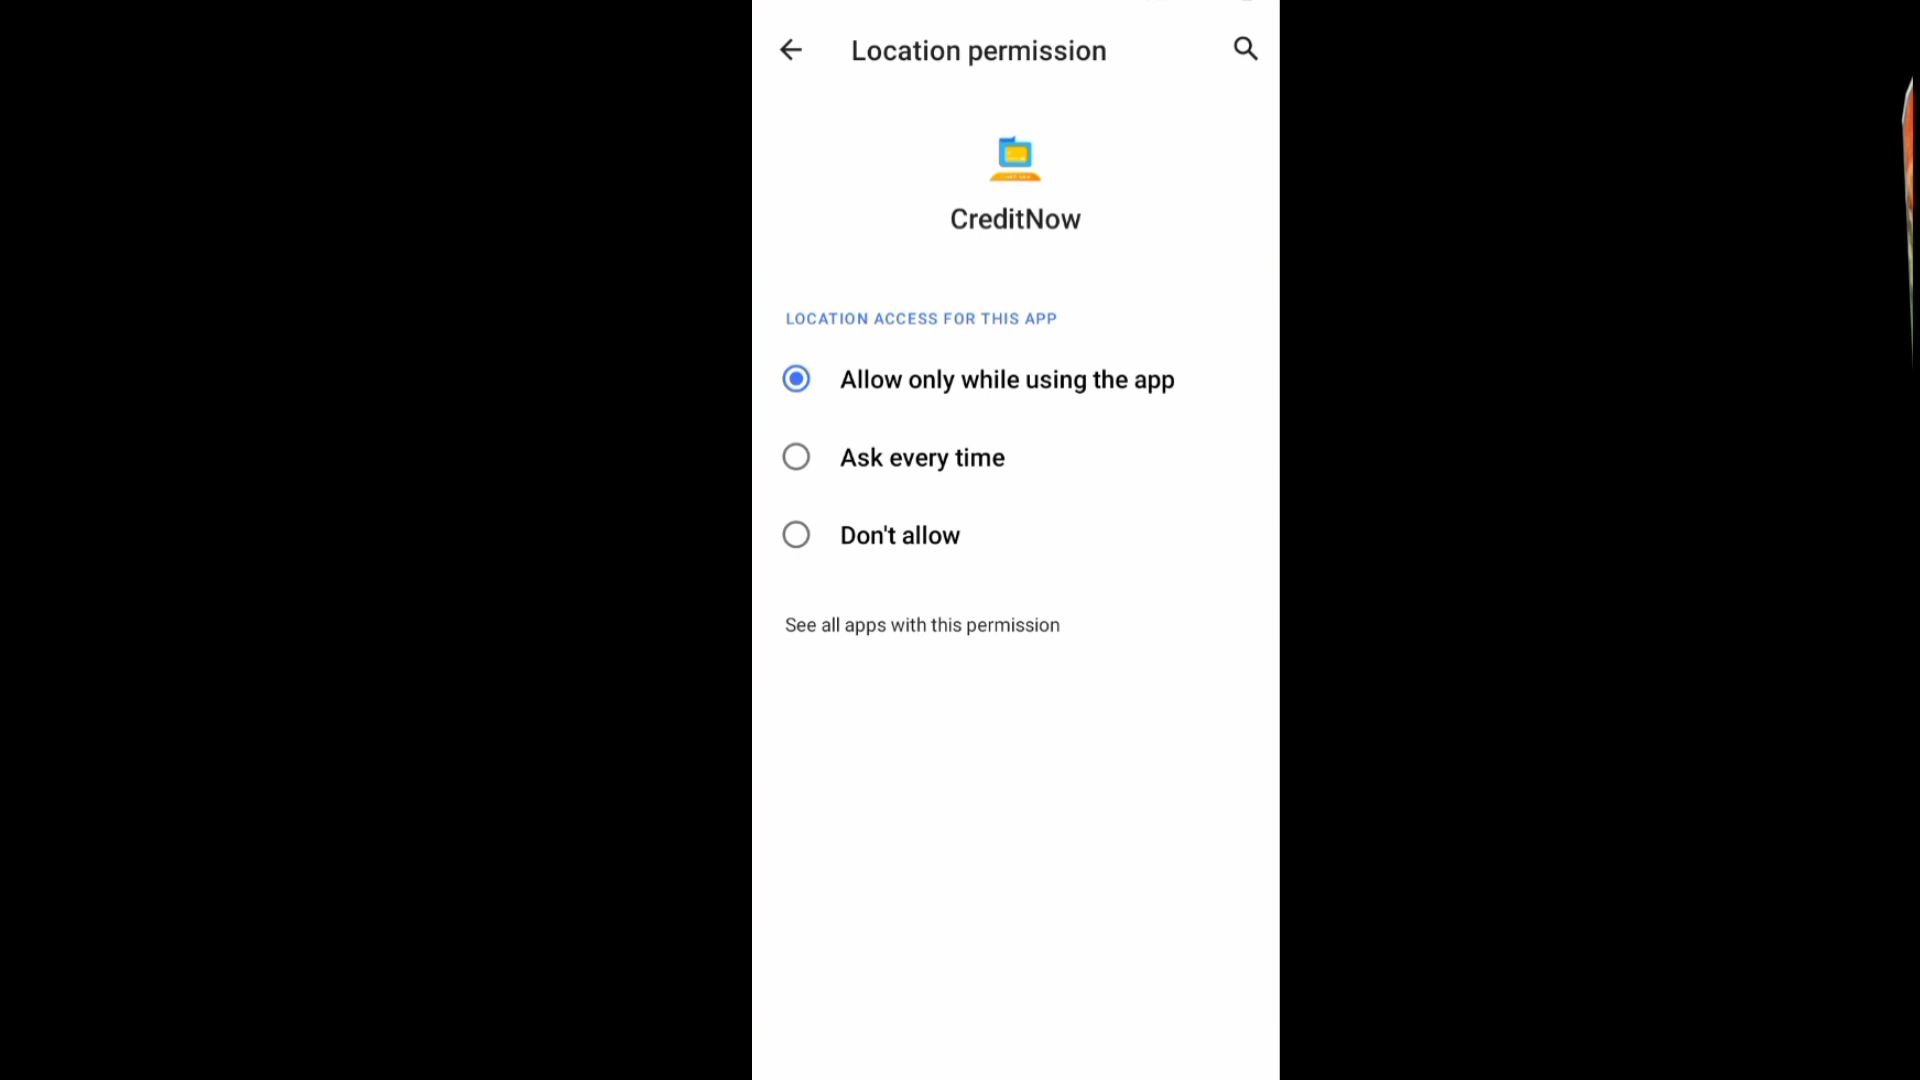 Location permission
CreditNow
LOCATION ACCESS FOR THIS APP
Allow only while using the app
Ask every time
Don't allow
See all apps with this permission